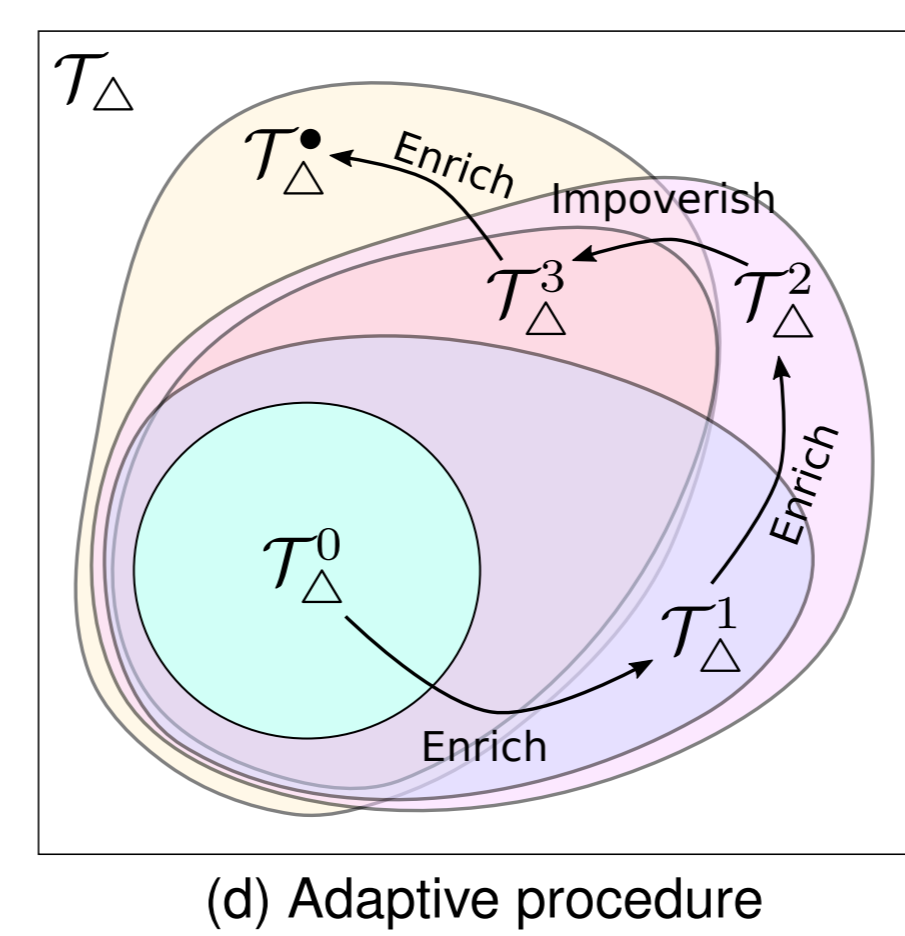 𝒯△
𝒯△•
Enrich
Impoverish
𝒯△3
𝒯△2
Enrich
𝒯△0
𝒯△1
Enrich
(d) Adaptive procedure